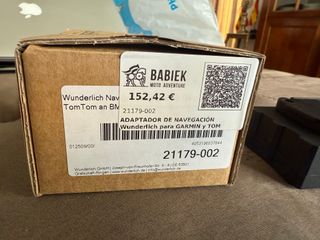 BABIEK
MOTO ADVENTURE
152,42 €
21179-002
ADAPTADOR DE NAVEGACIÓN
Wunderlich para GARMIN y TOM
Wunderlich Nav
TomTom an BM
21179-002